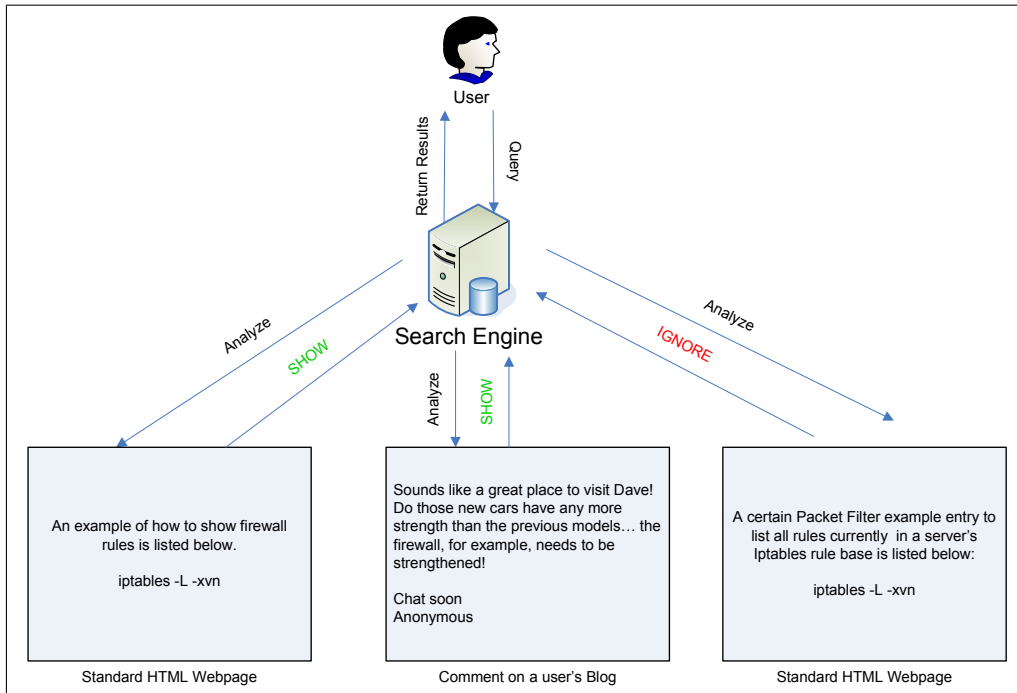 User
Return Results
Query
Search Engine
Analyze
SHOW
Analyze
SHOW
Analyze
IGNORE
An example of how to show firewall
rules is listed below.
iptables -L -xvn
Standard HTML Webpage
Sounds like a great place to visit Dave!
Do those new cars have any more
strength than the previous models… the
firewall, for example, needs to be
strengthened!
Chat soon
Anonymous
Comment on a user's Blog
A certain Packet Filter example entry to
list all rules currently in a server's
Iptables rule base is listed below:
iptables -L -xvn
Standard HTML Webpage